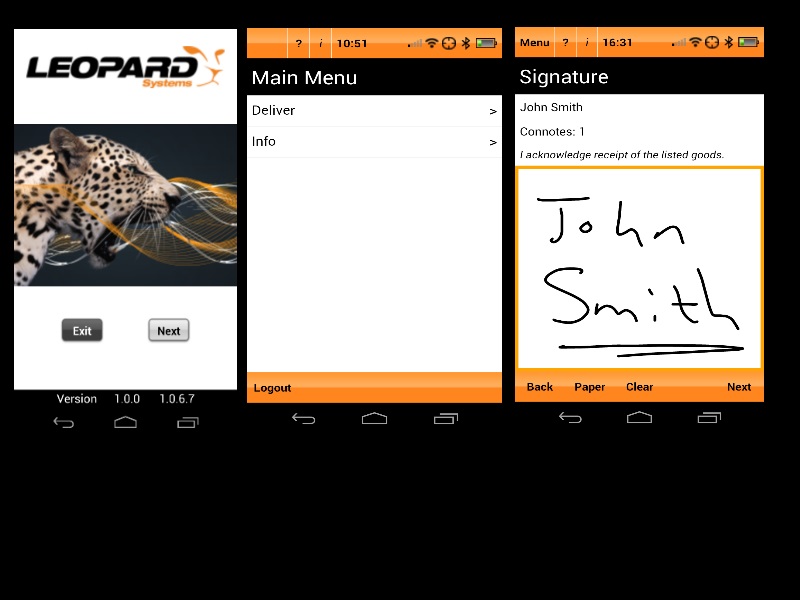 LEOPARD
Systems
Exit
Next
Version 1.0.0 1.0.6.7
? i 10:51
Main Menu
Deliver >
Info >
Logout
Menu ? i 16:31
Signature
John Smith
Connotes: 1
I acknowledge receipt of the listed goods.
John
Smith
Back Paper Clear Next